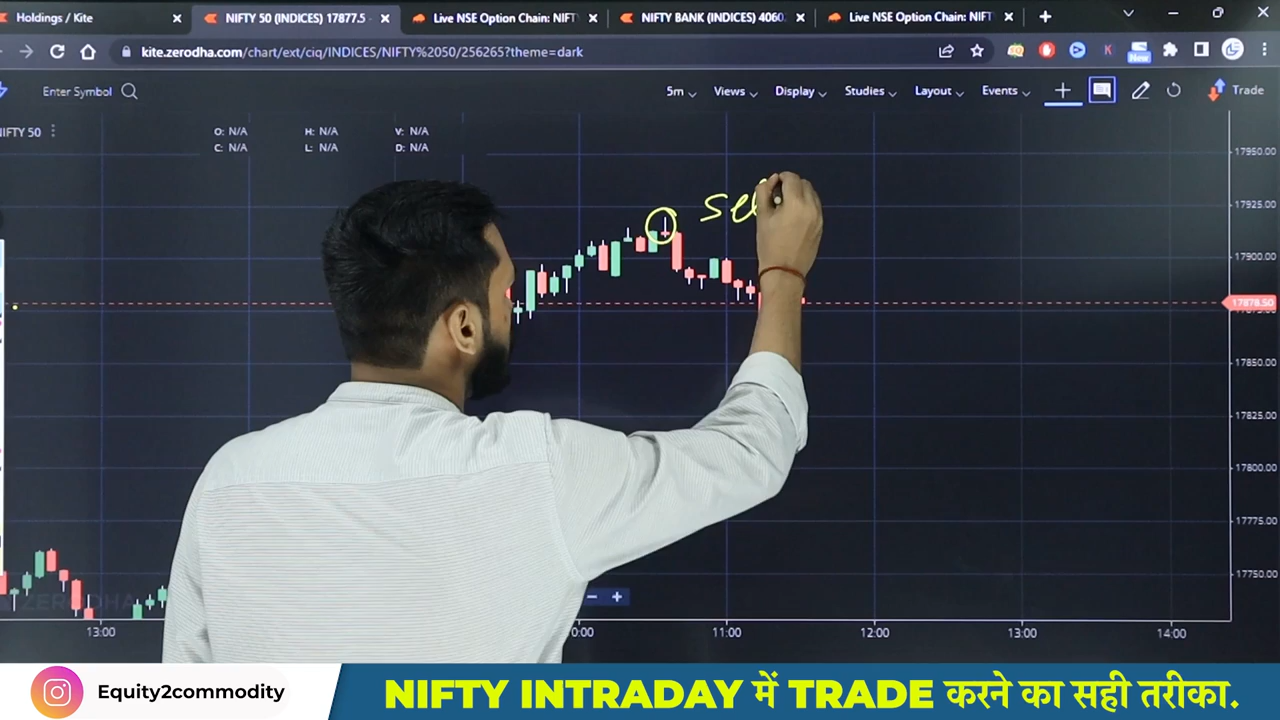 Holdings / Kite
NIFTY 50 (INDICES) 17877.5
Live NSE Option Chain: NIFT
NIFTY BANK (INDICES) 4060
Live NSE Option Chain: NIFT
kite.zerodha.com/chart/ext/ciq/INDICES/NIFTY%2050/256265?theme=dark
New
Enter Symbol
5m
Views
Display
Studies
Layout
Events
Trade
NIFTY 50
O: N/A H: N/A V: N/A
C: N/A L: N/A D: N/A
17950.00
17925.00
17900.00
17878.50
17850.00
17825.00
17800.00
17775.00
17750.00
Sel
ZERODHA
13:00
11:00
12:00
13:00
14:00
Equity2commodity
NIFTY INTRADAY में TRADE करने का सही तरीका.